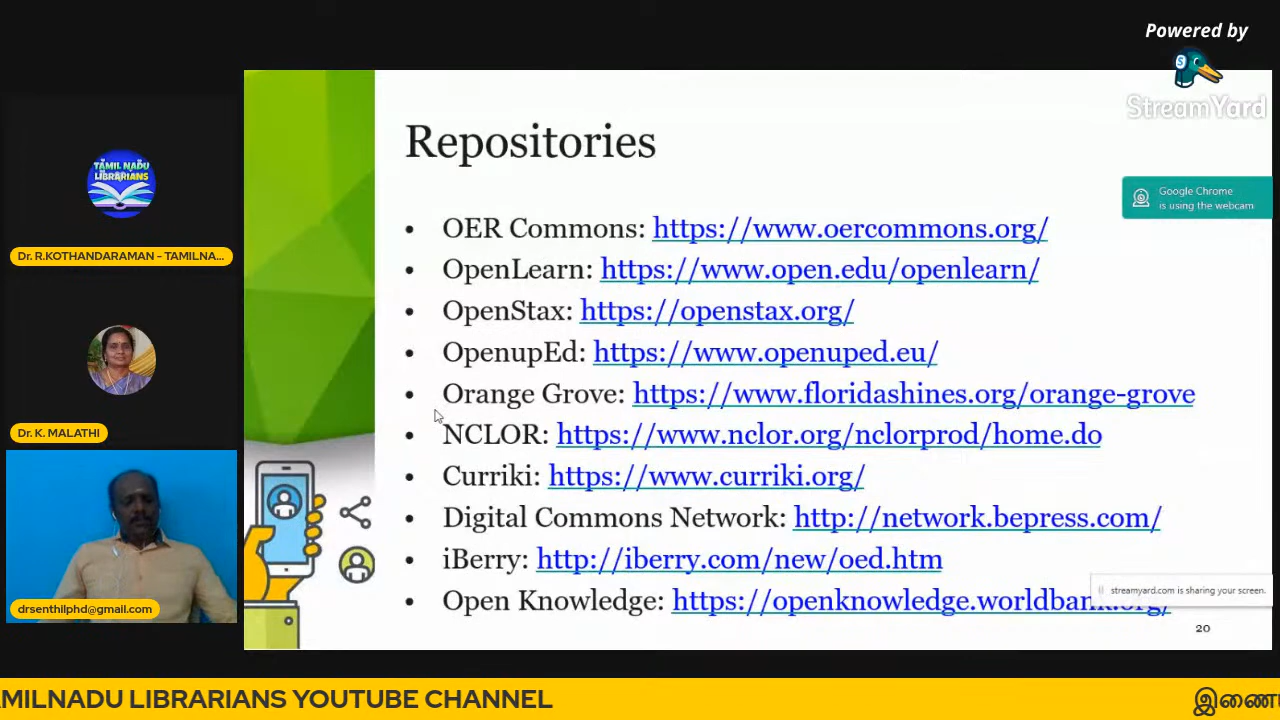 Powered by
StreamYard
TAMIL NADU
LIBRARIANS
Dr. R.KOTHANDARAMAN - TAMILNA...
Dr. K. MALATHI
drsenthilphd@gmail.com
Repositories
Google Chrome
is using the webcam
• OER Commons: https://www.oercommons.org/
• OpenLearn: https://www.open.edu/openlearn/
• OpenStax: https://openstax.org/
• OpenupEd: https://www.openuped.eu/
• Orange Grove: https://www.floridashines.org/orange-grove
• NCLOR: https://www.nclor.org/nclorprod/home.do
• Curriki: https://www.curriki.org/
• Digital Commons Network: http://network.bepress.com/
• iBerry: http://iberry.com/new/oed.htm
• Open Knowledge: https://openknowledge.worldbank.org/
streamyard.com is sharing your screen.
20
AMILNADU LIBRARIANS YOUTUBE CHANNEL